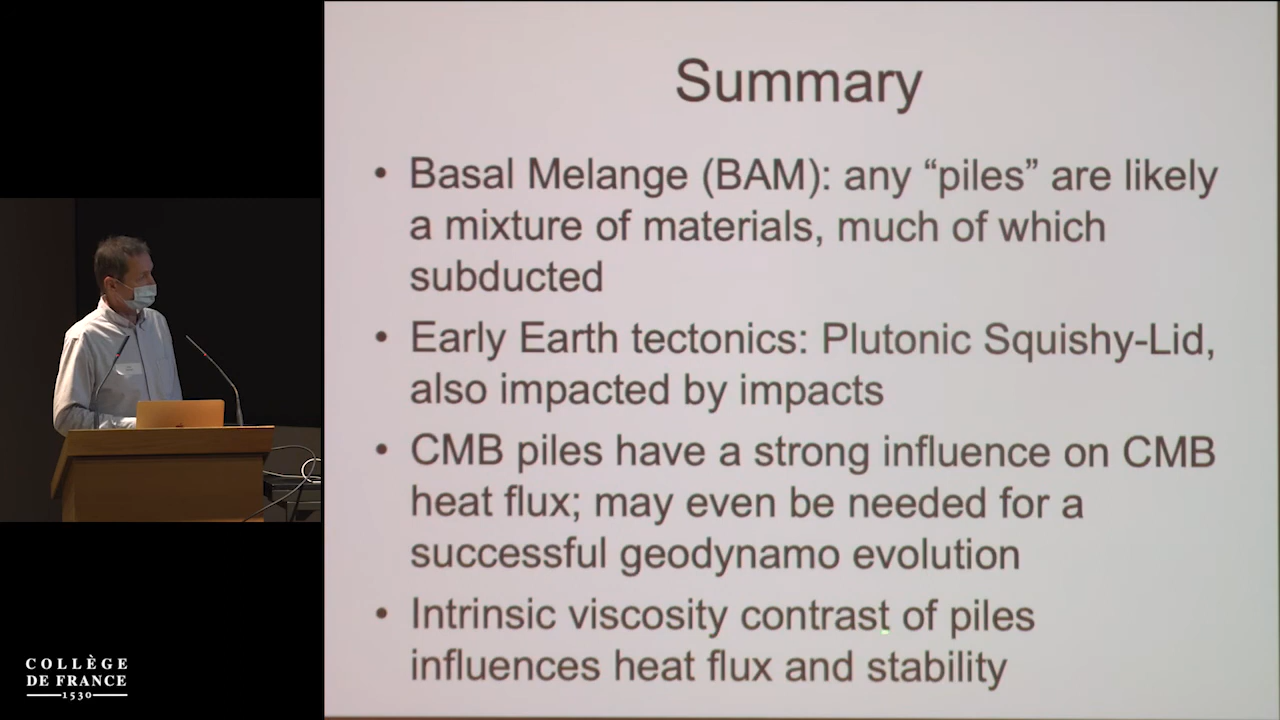 Summary
• Basal Melange (BAM): any “piles” are likely
a mixture of materials, much of which
subducted
• Early Earth tectonics: Plutonic Squishy-Lid,
also impacted by impacts
• CMB piles have a strong influence on CMB
heat flux; may even be needed for a
successful geodynamo evolution
• Intrinsic viscosity contrast of piles
influences heat flux and stability
COLLÈGE
DE FRANCE
1530